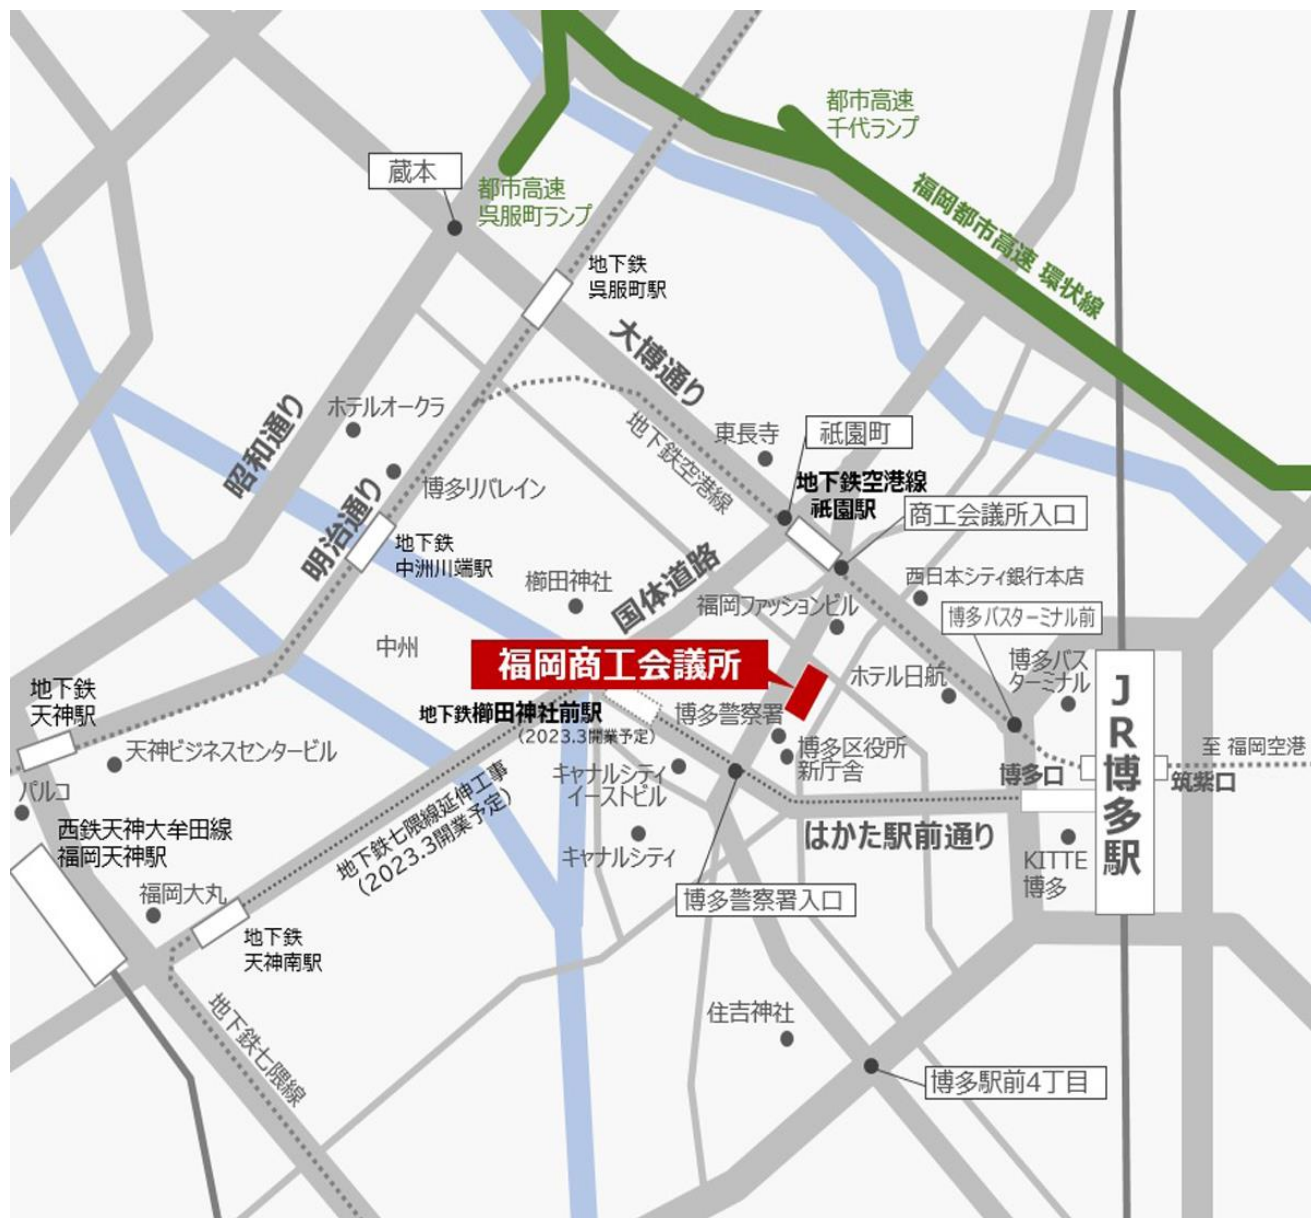 都市高速
千代ランプ
蔵本
都市高速
呉服町ランプ
福岡都市高速 環状線
地下鉄
呉服町駅
大博通り
昭和通り
ホテルオークラ
東長寺
祇園町
地下鉄空港線
博多リバレイン
明治通り
地下鉄空港線
祇園駅
商工会議所入口
地下鉄
中洲川端駅
櫛田神社
国体道路
福岡ファッションビル
西日本シティ銀行本店
博多バスターミナル前
中州
福岡商工会議所
ホテル日航
博多バス
ターミナル
JR博多駅
地下鉄
天神駅
地下鉄櫛田神社前駅
(2023.3開業予定)
博多警察署
博多区役所
新庁舎
天神ビジネスセンタービル
キャナルシティ
イーストビル
博多口
筑紫口
至 福岡空港
パルコ
地下鉄七隈線延伸工事
(2023.3開業予定)
はかた駅前通り
西鉄天神大牟田線
福岡天神駅
キャナルシティ
KITTE
博多
福岡大丸
博多警察署入口
地下鉄
天神南駅
地下鉄七隈線
住吉神社
博多駅前4丁目